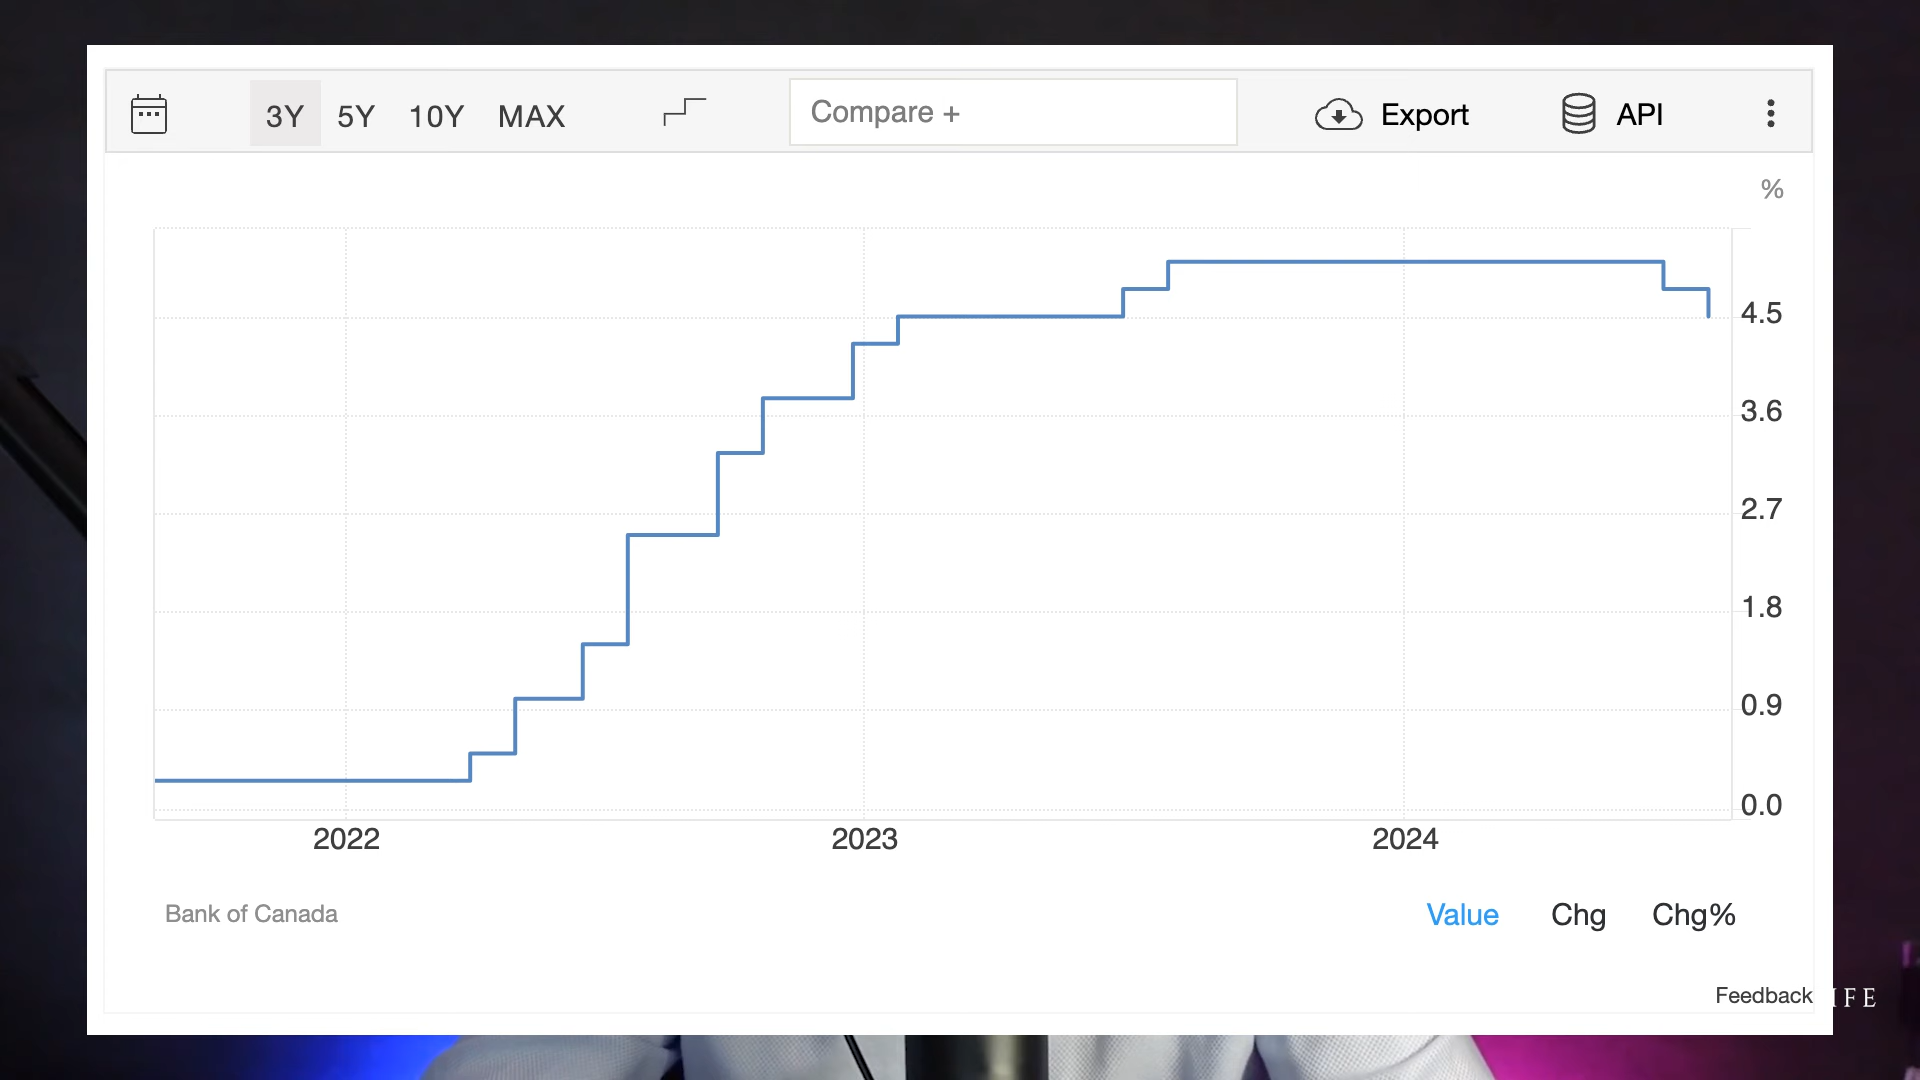 3Y 5Y 10Y MAX Compare + Export API
%
4.5
3.6
2.7
1.8
0.9
0.0
2022 2023 2024
Bank of Canada Value Chg Chg%
Feedback
IFE